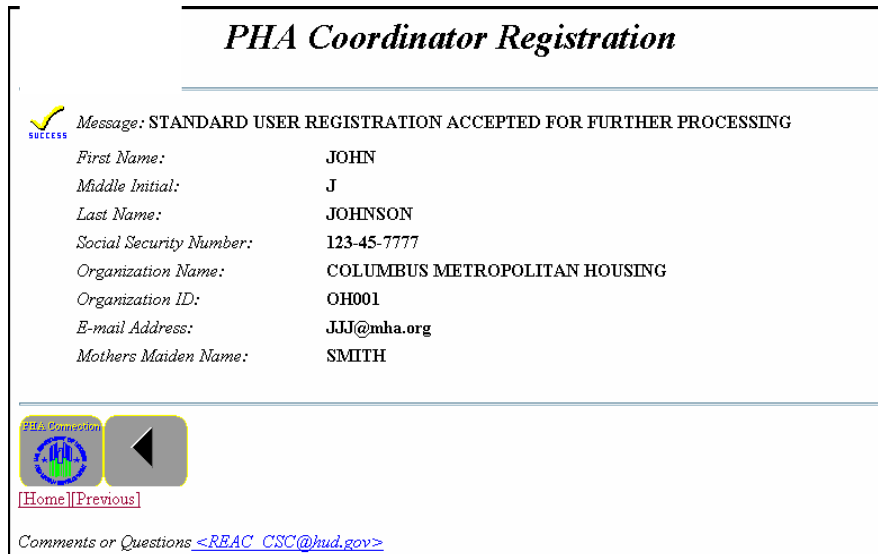 PHA Coordinator Registration
SUCCESS
Message: STANDARD USER REGISTRATION ACCEPTED FOR FURTHER PROCESSING
First Name: JOHN
Middle Initial: J
Last Name: JOHNSON
Social Security Number: 123-45-7777
Organization Name: COLUMBUS METROPOLITAN HOUSING
Organization ID: OH001
E-mail Address: JJJ@mha.org
Mothers Maiden Name: SMITH
PHA Connection
[Home][Previous]
Comments or Questions <REAC_CSC@hud.gov>